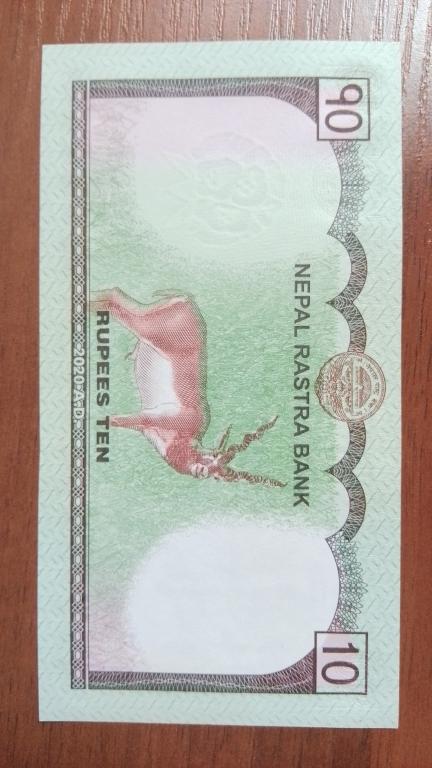 १०
NEPAL RASTRA BANK
10
RUPEES TEN
2020 A.D.